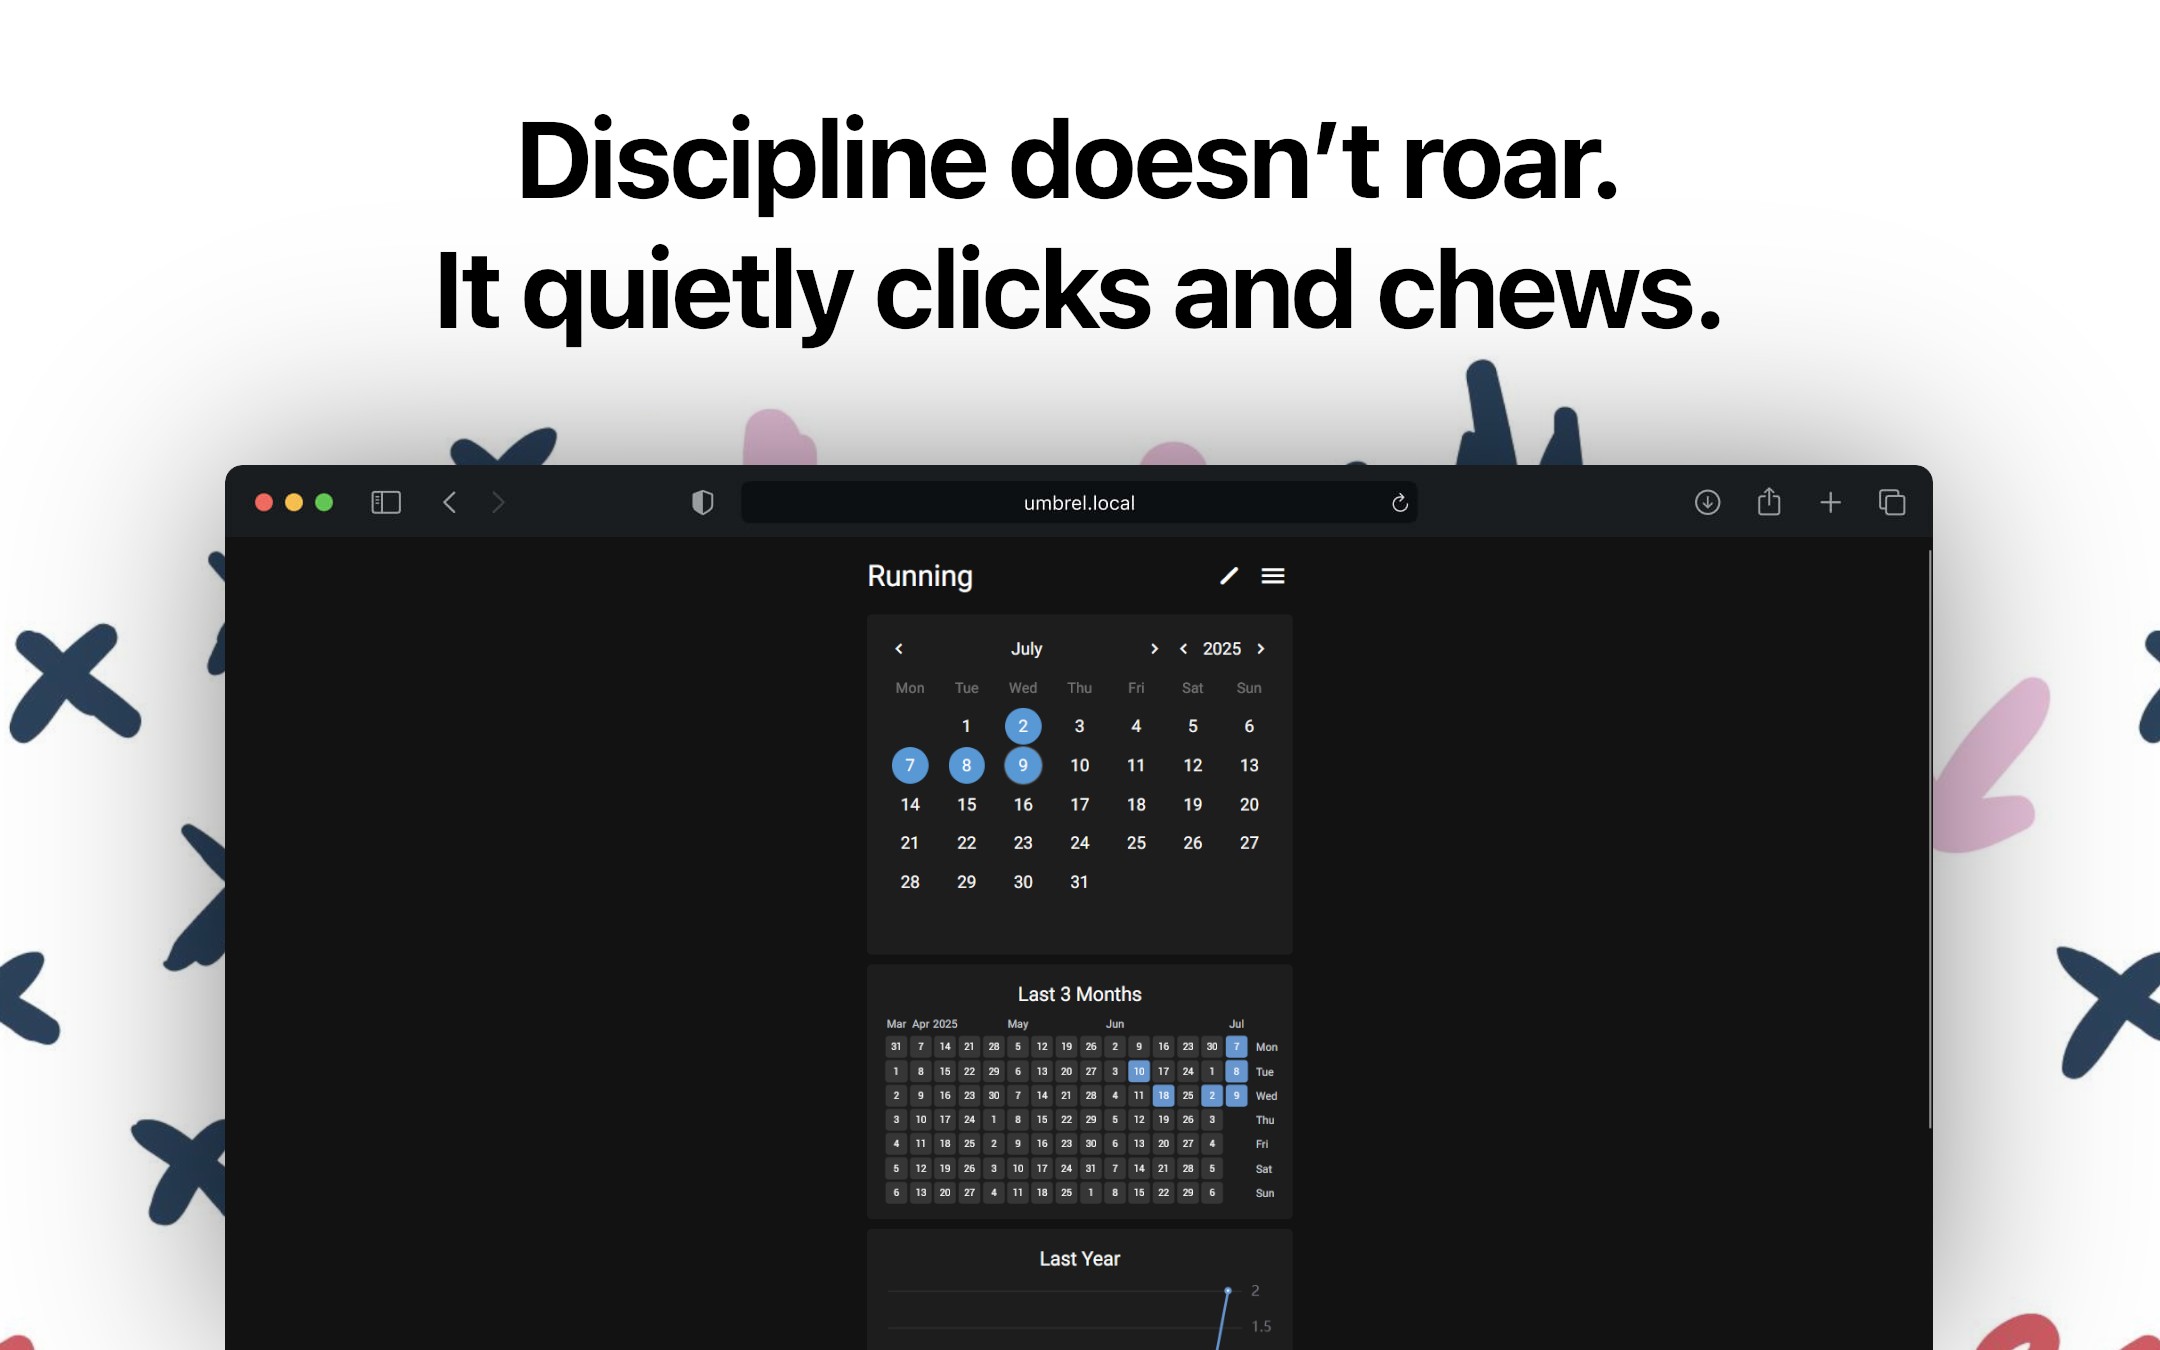 Discipline doesn’t roar.
It quietly clicks and chews.
umbrel.local
Running
July 2025
Mon Tue Wed Thu Fri Sat Sun
1 2 3 4 5 6
7 8 9 10 11 12 13
14 15 16 17 18 19 20
21 22 23 24 25 26 27
28 29 30 31
Last 3 Months
Mar Apr 2025 May Jun Jul
31 7 14 21 28 5 12 19 26 2 9 16 23 30 7 Mon
1 8 15 22 29 6 13 20 27 3 10 17 24 1 8 Tue
2 9 16 23 30 7 14 21 28 4 11 18 25 2 9 Wed
3 10 17 24 1 8 15 22 29 5 12 19 26 3 Thu
4 11 18 25 2 9 16 23 30 6 13 20 27 4 Fri
5 12 19 26 3 10 17 24 31 7 14 21 28 5 Sat
6 13 20 27 4 11 18 25 1 8 15 22 29 6 Sun
Last Year
2
1.5